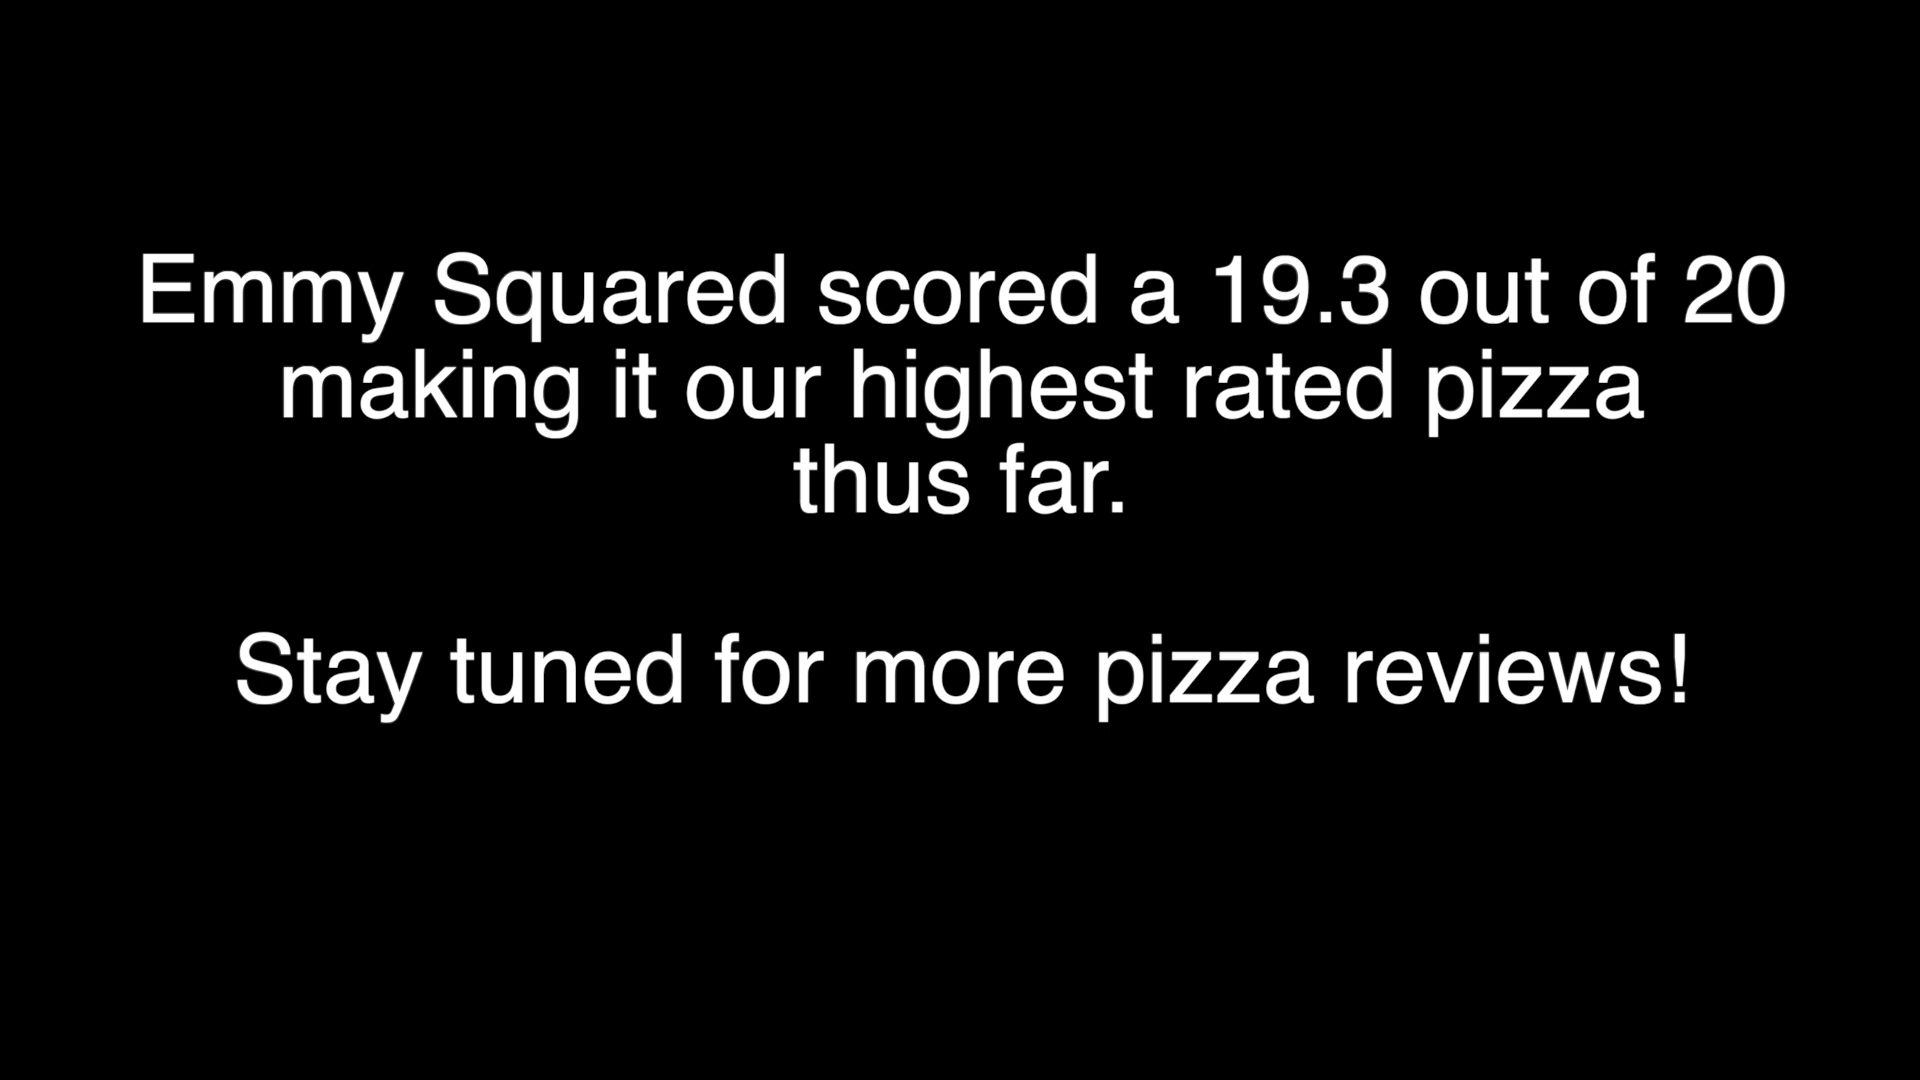 Emmy Squared scored a 19.3 out of 20
making it our highest rated pizza
thus far.
Stay tuned for more pizza reviews!